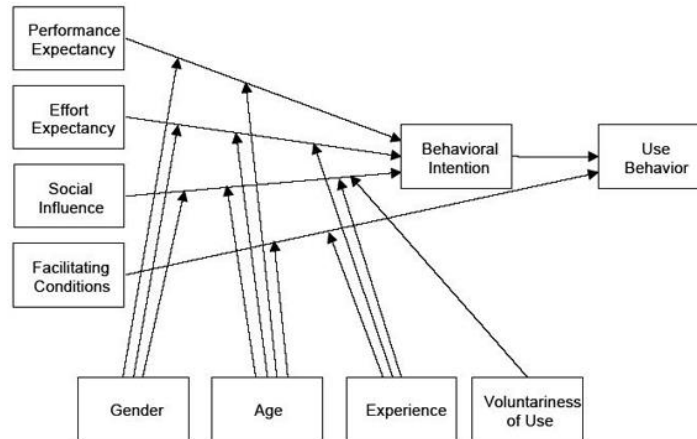 Performance
Expectancy
Effort
Expectancy
Social
Influence
Facilitating
Conditions
Behavioral
Intention
Use
Behavior
Gender
Age
Experience
Voluntariness
of Use